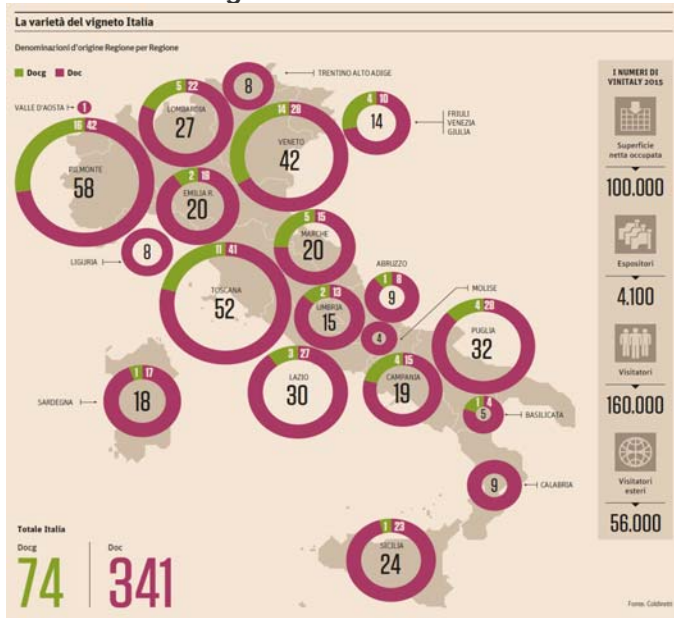 La varietà del vigneto Italia
Denominazioni d'origine Regione per Regione
Docg Doc
TRENTINO ALTO ADIGE
8
VALLE D'AOSTA
1
5 22
LOMBARDIA
27
14 28
VENETO
42
4 10
14
FRIULI
VENEZIA
GIULIA
16 42
PIEMONTE
58
2 18
EMILIA R.
20
5 15
MARCHE
20
8
LIGURIA
11 41
TOSCANA
52
2 13
UMBRIA
15
ABRUZZO
1 8
9
MOLISE
4
4 28
PUGLIA
32
3 27
LAZIO
30
4 15
CAMPANIA
19
1 4
5
BASILICATA
1 17
18
SARDEGNA
9
CALABRIA
1 23
SICILIA
24
Totale Italia
Docg
74
Doc
341
I NUMERI DI
VINITALY 2015
Superficie
netta occupata
100.000
Espositori
4.100
Visitatori
160.000
Visitatori
esteri
56.000
Fonte: Coldiretti